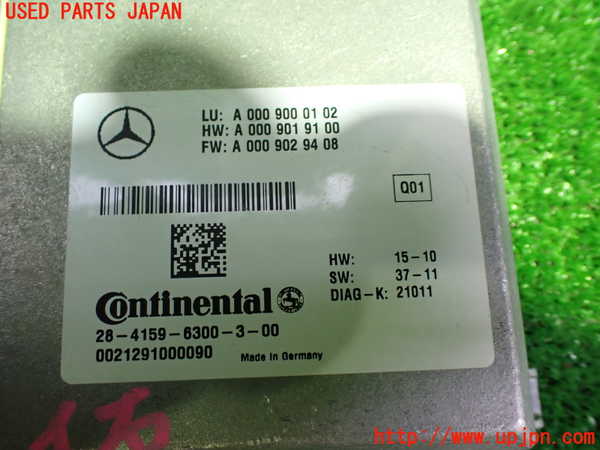 USED PARTS JAPAN
LU: A 000 900 01 02
HW: A 000 901 91 00
FW: A 000 902 94 08
Q01
HW: 15-10
SW: 37-11
DIAG-K: 21011
Continental
28-4159-6300-3-00
0021291000090 Made in Germany
http://www.upjpn.com/